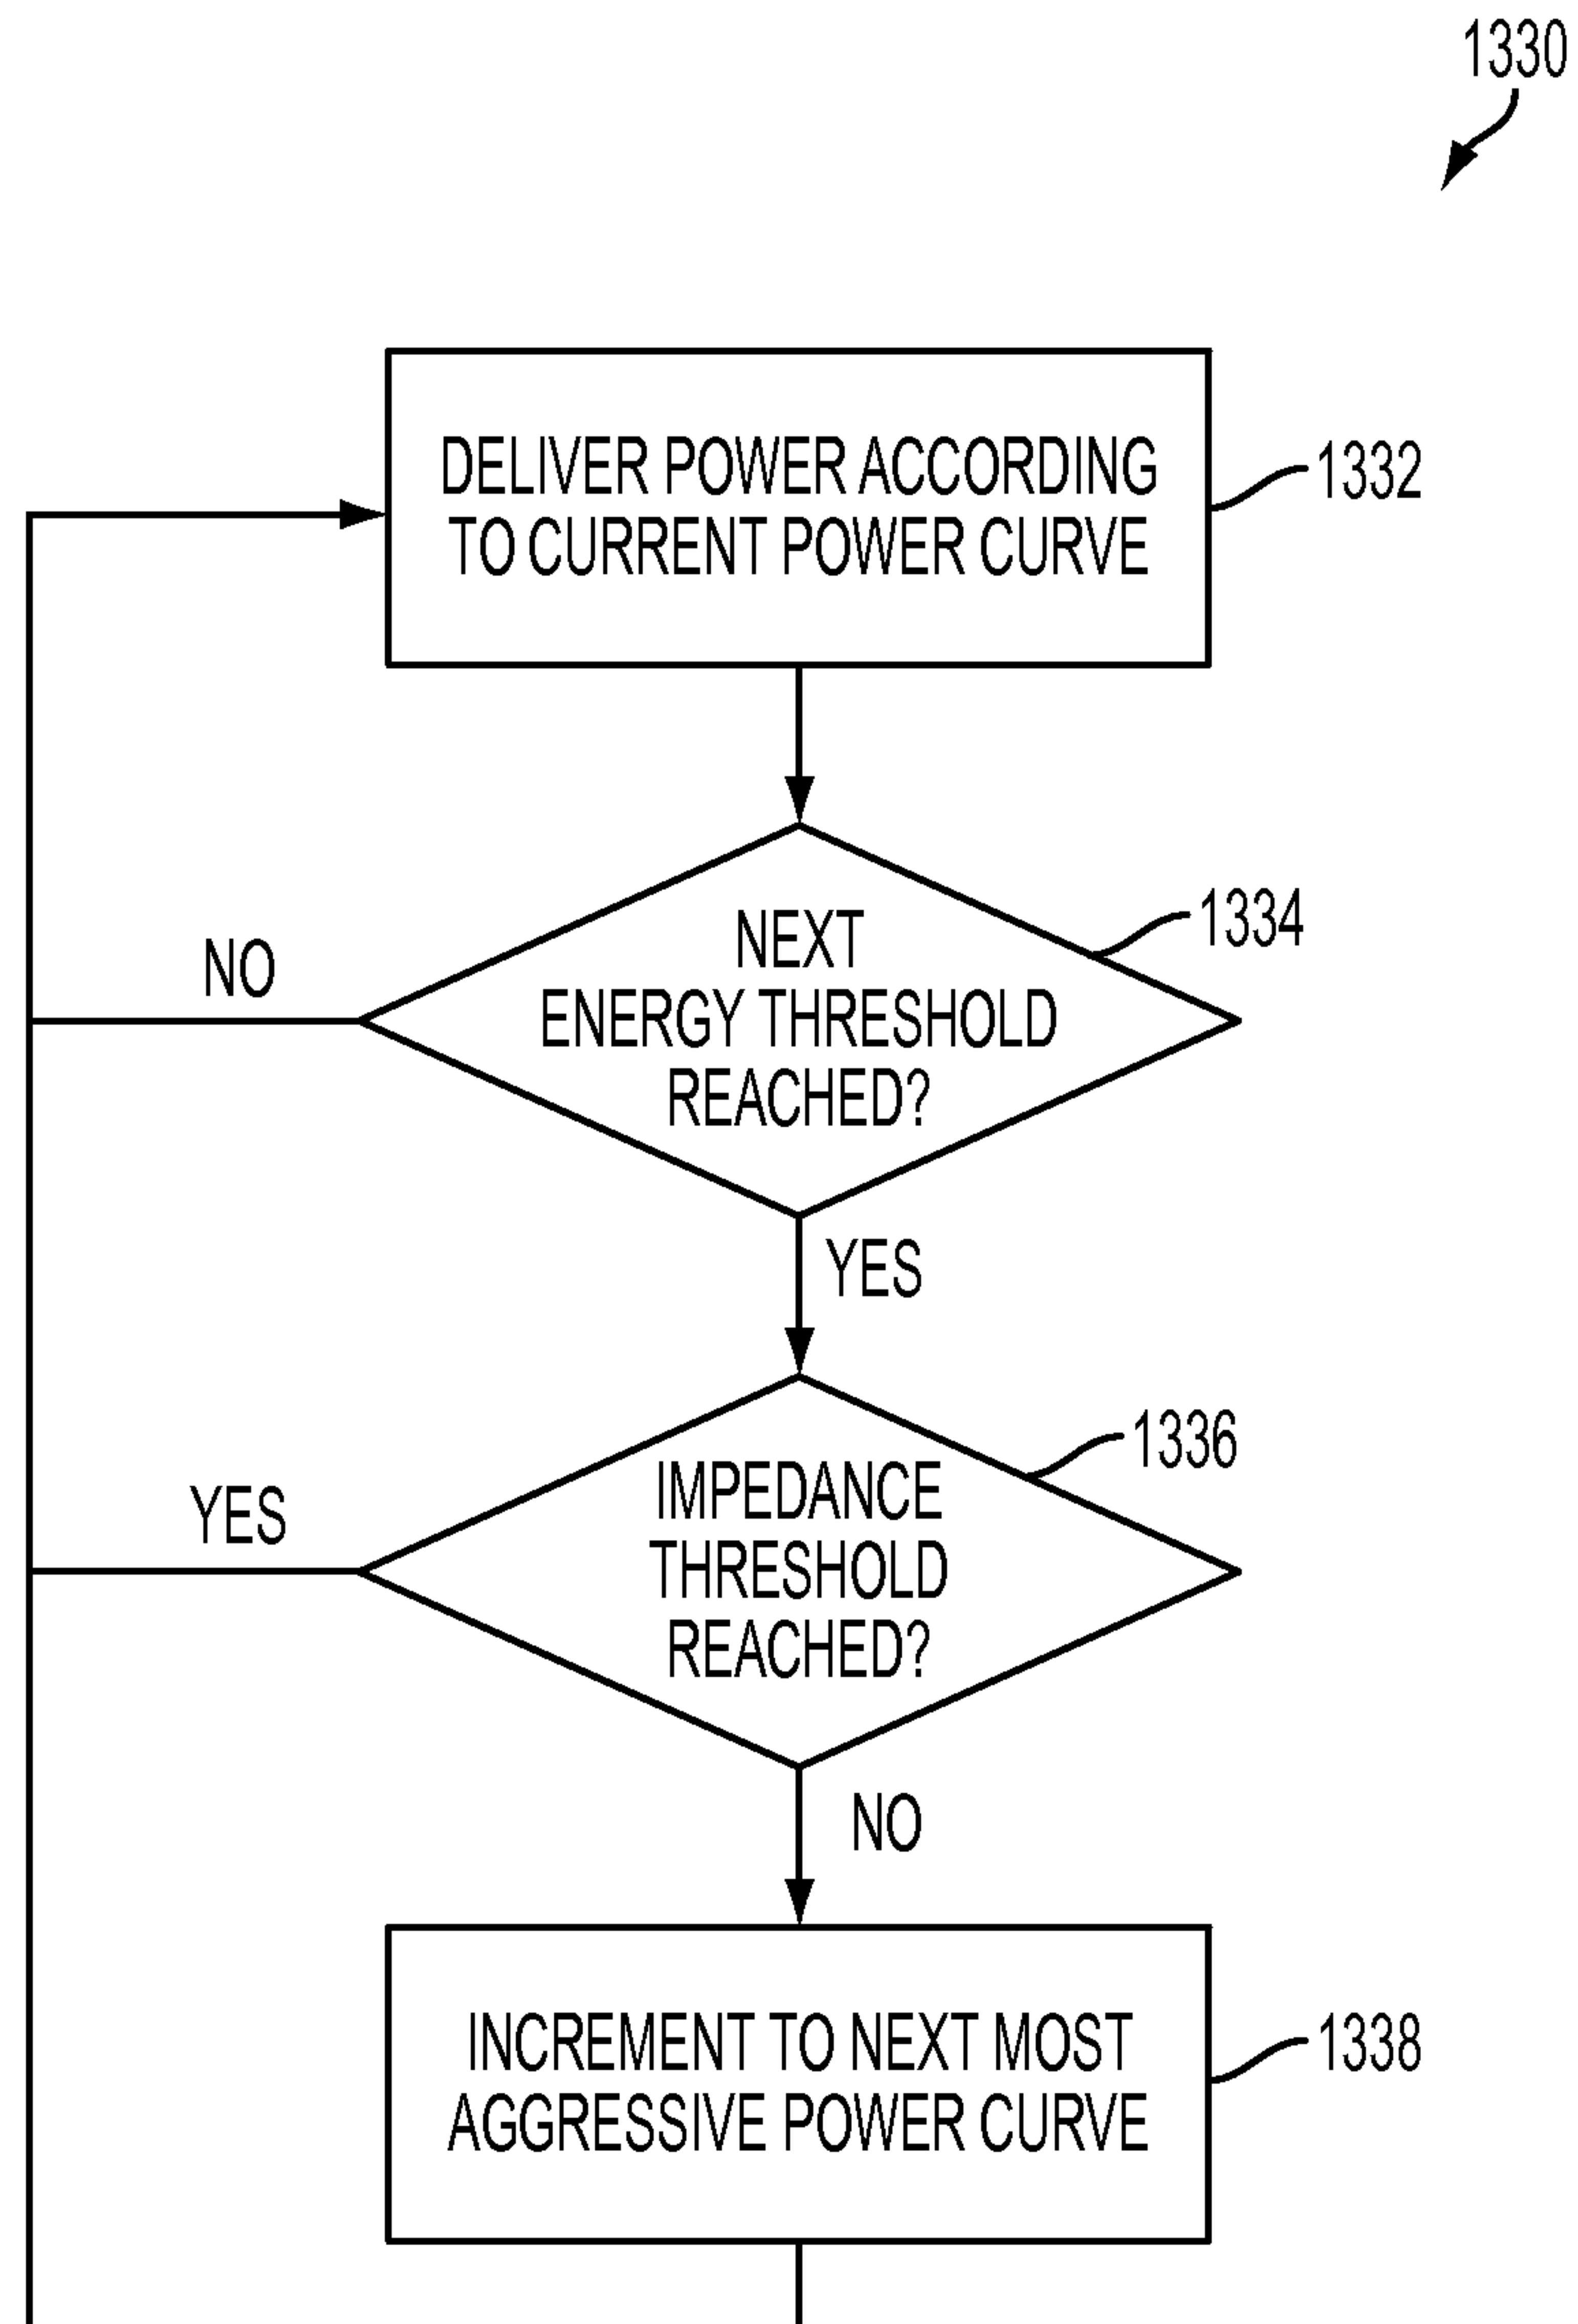 1330
DELIVER POWER ACCORDING
TO CURRENT POWER CURVE
1332
NEXT
ENERGY THRESHOLD
REACHED?
1334
NO
YES
IMPEDANCE
THRESHOLD
REACHED?
1336
YES
NO
INCREMENT TO NEXT MOST
AGGRESSIVE POWER CURVE
1338